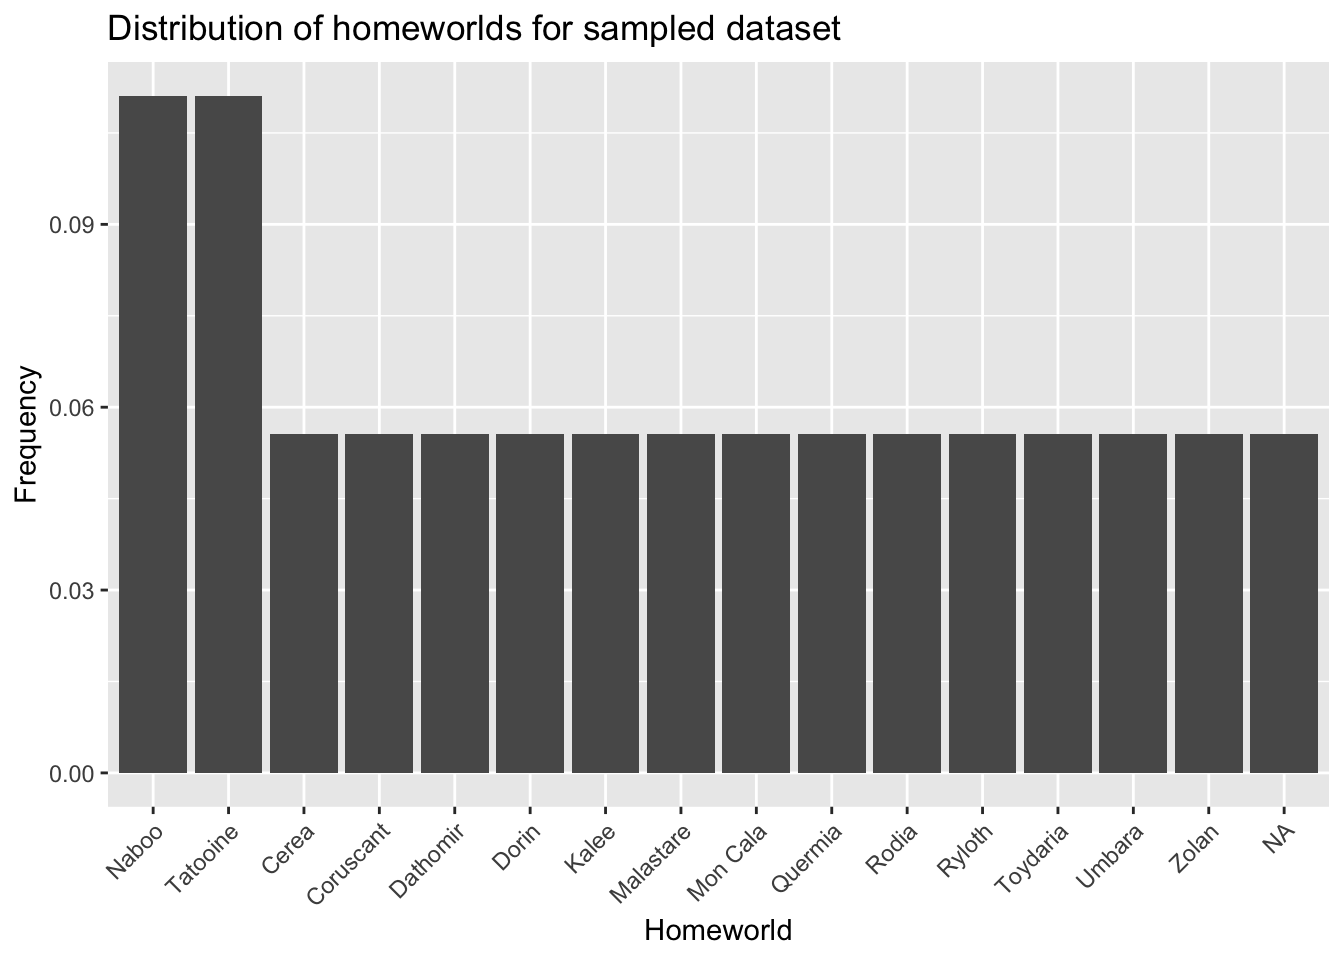 Distribution of homeworlds for sampled dataset
Frequency
0.09
0.06
0.03
0.00
Naboo
Tatooine
Cerea
Coruscant
Dathomir
Dorin
Kalee
Malastare
Mon Cala
Quermia
Rodia
Ryloth
Toydaria
Umbara
Zolan
NA
Homeworld